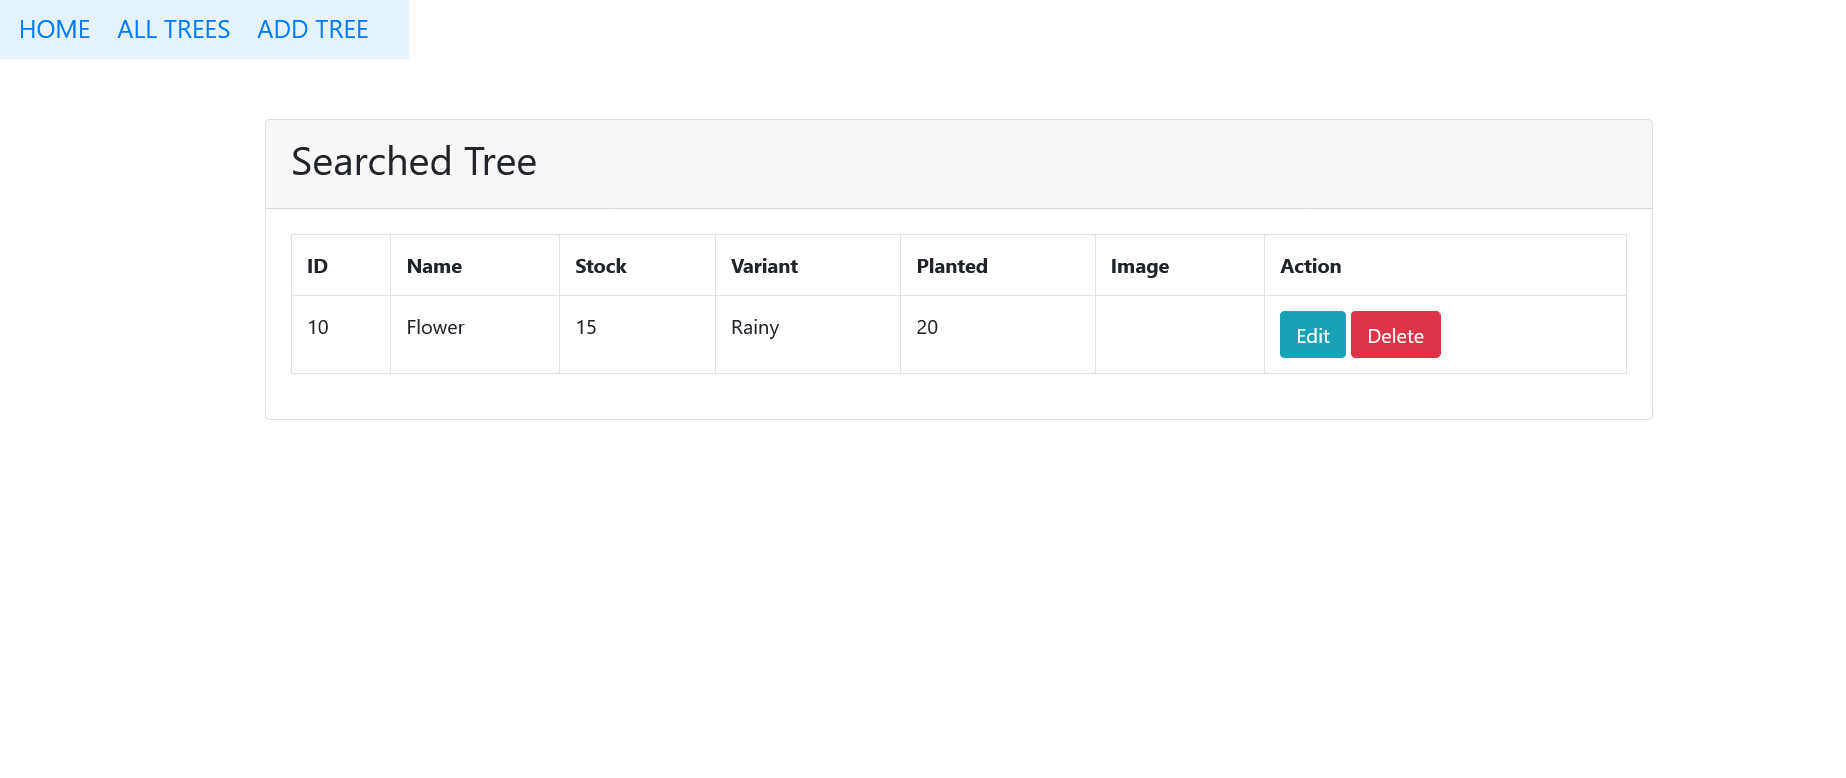 HOME ALL TREES ADD TREE
Searched Tree
ID Name Stock Variant Planted Image Action
10 Flower 15 Rainy 20 Edit Delete